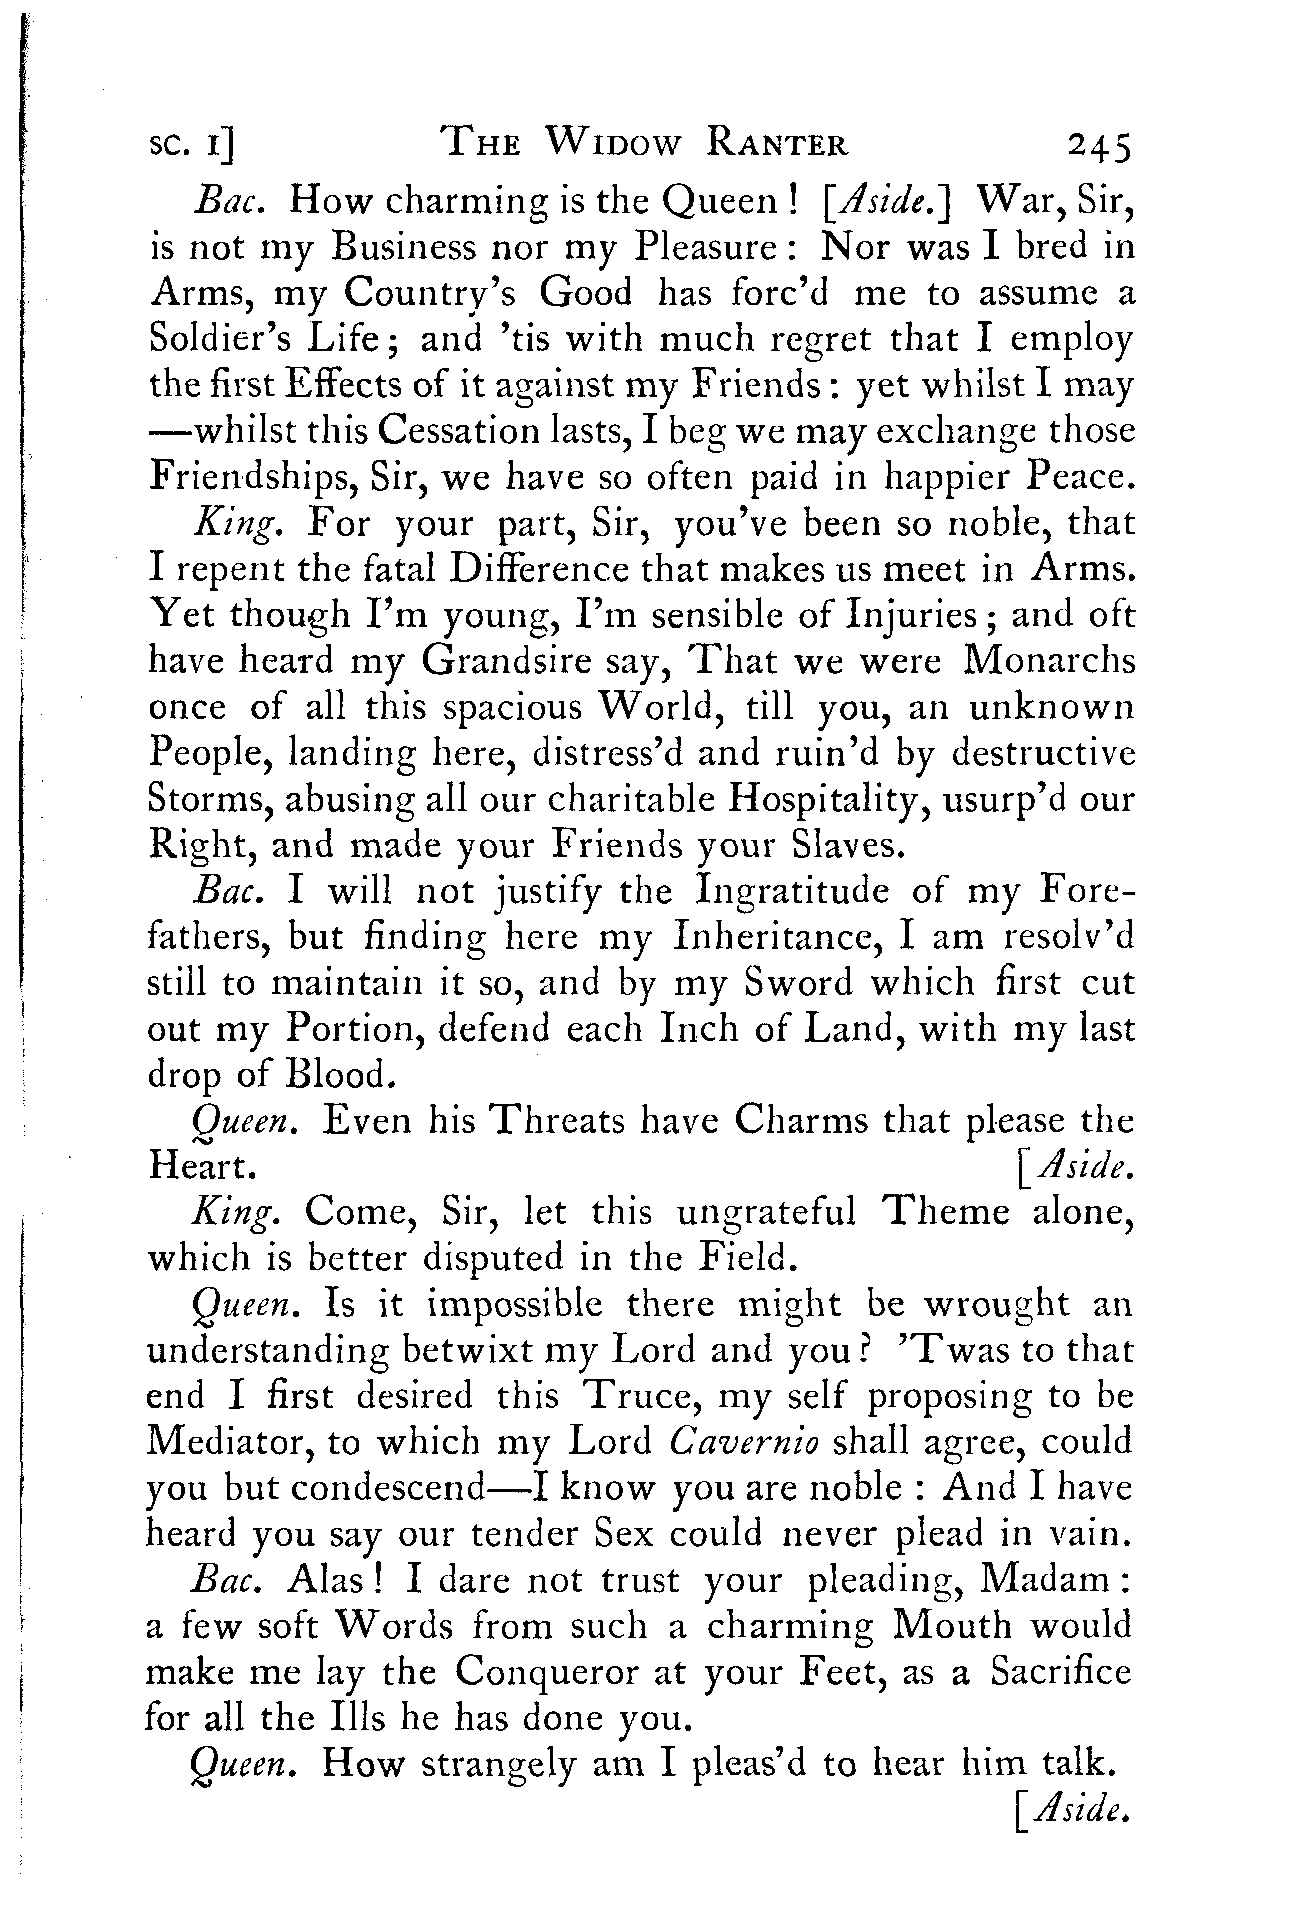 sc. 1] The Widow Ranter 245
Bac. How charming is the Queen! [Aside.] War, Sir,
is not my Business nor my Pleasure: Nor was I bred in
Arms, my Country's Good has forc'd me to assume a
Soldier's Life; and 'tis with much regret that I employ
the first Effects of it against my Friends: yet whilst I may
—whilst this Cessation lasts, I beg we may exchange those
Friendships, Sir, we have so often paid in happier Peace.
King. For your part, Sir, you've been so noble, that
I repent the fatal Difference that makes us meet in Arms.
Yet though I'm young, I'm sensible of Injuries; and oft
have heard my Grandsire say, That we were Monarchs
once of all this spacious World, till you, an unknown
People, landing here, distress'd and ruin'd by destructive
Storms, abusing all our charitable Hospitality, usurp'd our
Right, and made your Friends your Slaves.
Bac. I will not justify the Ingratitude of my Fore-
fathers, but finding here my Inheritance, I am resolv'd
still to maintain it so, and by my Sword which first cut
out my Portion, defend each Inch of Land, with my last
drop of Blood.
Queen. Even his Threats have Charms that please the
Heart. [Aside.
King. Come, Sir, let this ungrateful Theme alone,
which is better disputed in the Field.
Queen. Is it impossible there might be wrought an
understanding betwixt my Lord and you? 'Twas to that
end I first desired this Truce, my self proposing to be
Mediator, to which my Lord Cavernio shall agree, could
you but condescend—I know you are noble: And I have
heard you say our tender Sex could never plead in vain.
Bac. Alas! I dare not trust your pleading, Madam:
a few soft Words from such a charming Mouth would
make me lay the Conqueror at your Feet, as a Sacrifice
for all the Ills he has done you.
Queen. How strangely am I pleas'd to hear him talk.
[Aside.